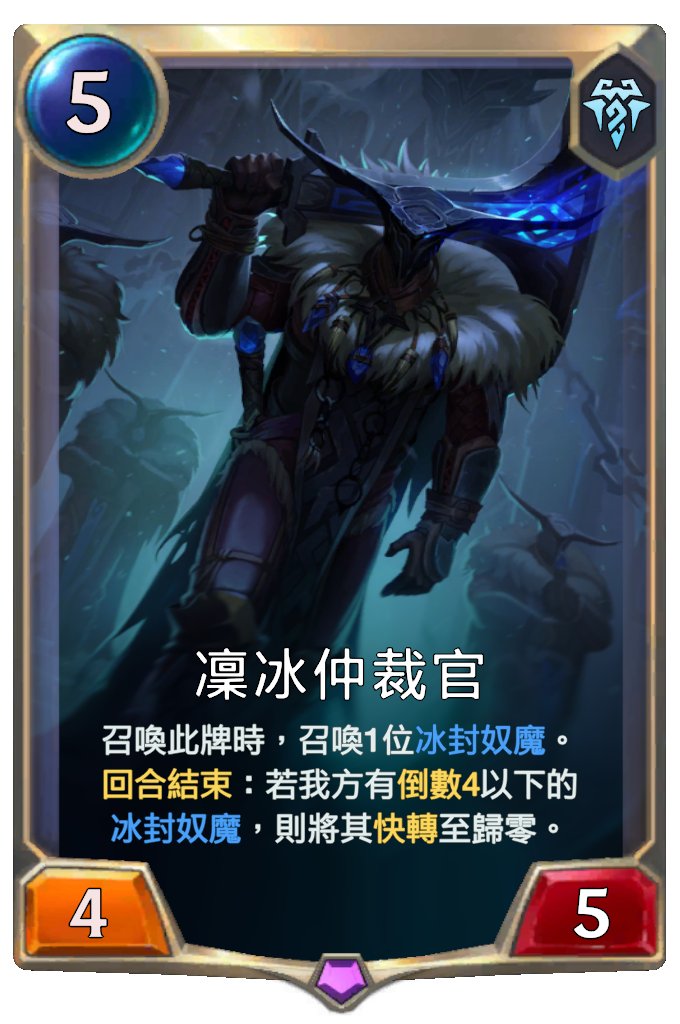 5
凜冰仲裁官
召喚此牌時，召喚1位冰封奴魔。
回合結束：若我方有倒數4以下的
冰封奴魔，則將其快轉至歸零。
4
5